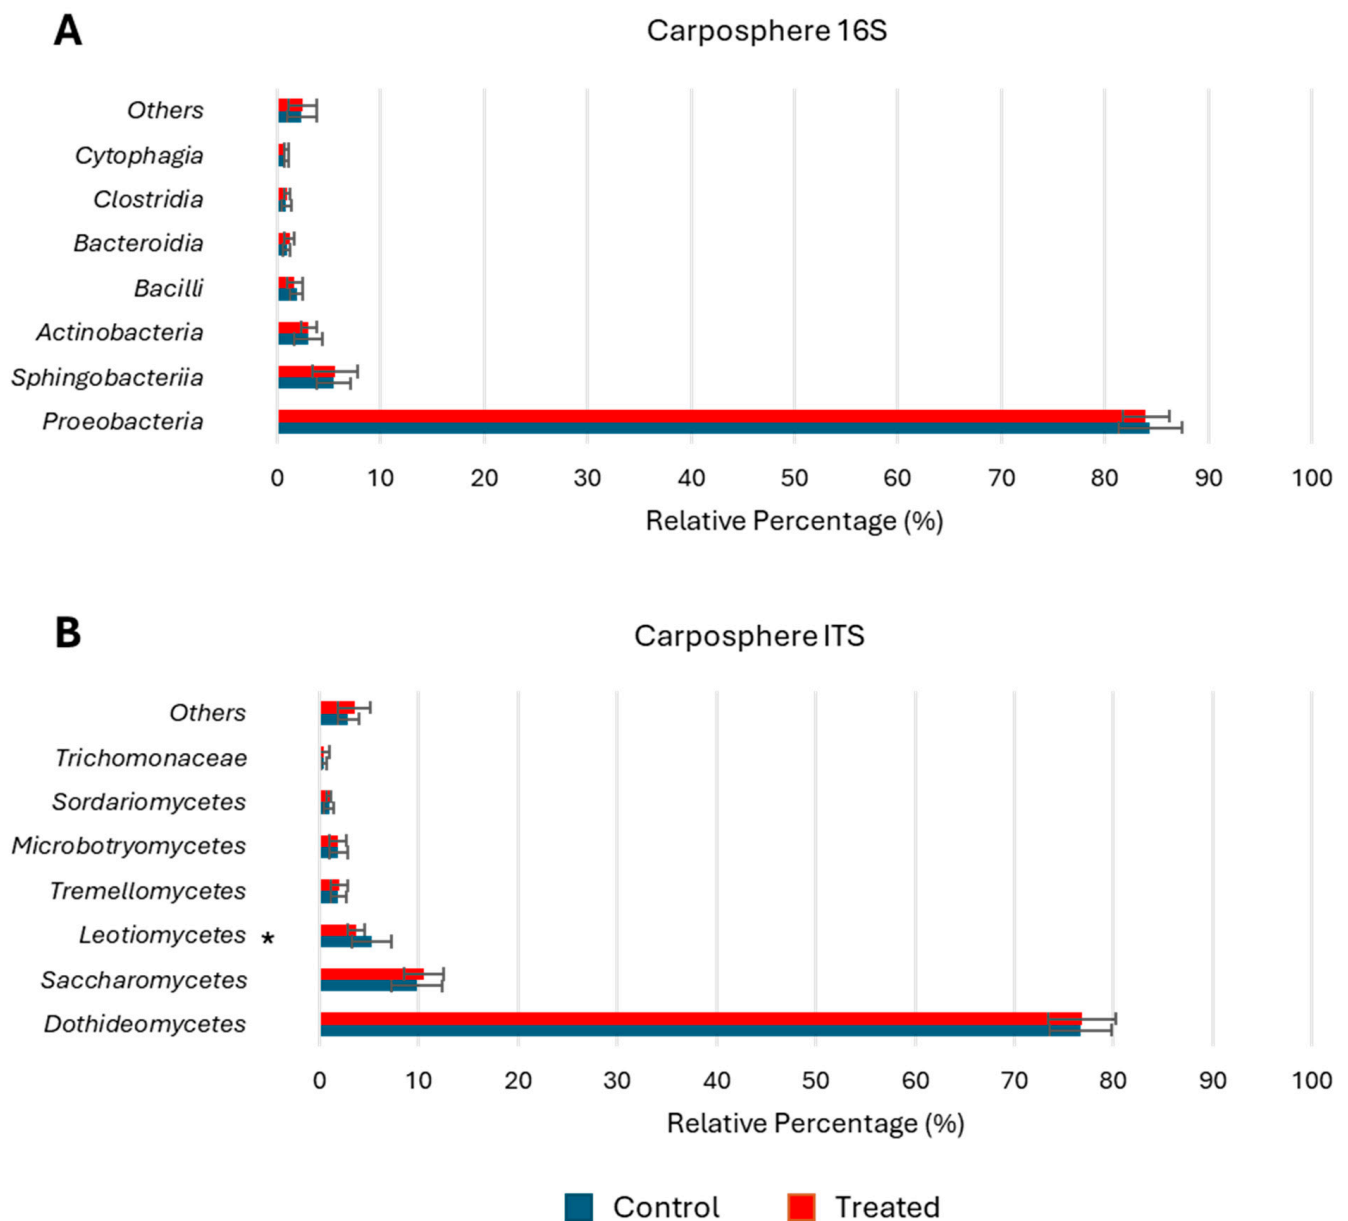 A
Carposphere 16S
Others
Cytophagia
Clostridia
Bacteroidia
Bacilli
Actinobacteria
Sphingobacteriia
Proeobacteria
0 10 20 30 40 50 60 70 80 90 100
Relative Percentage (%)
B
Carposphere ITS
Others
Trichomonaceae
Sordariomycetes
Microbotryomycetes
Tremellomycetes
Leotiomycetes *
Saccharomycetes
Dothideomycetes
0 10 20 30 40 50 60 70 80 90 100
Relative Percentage (%)
Control Treated